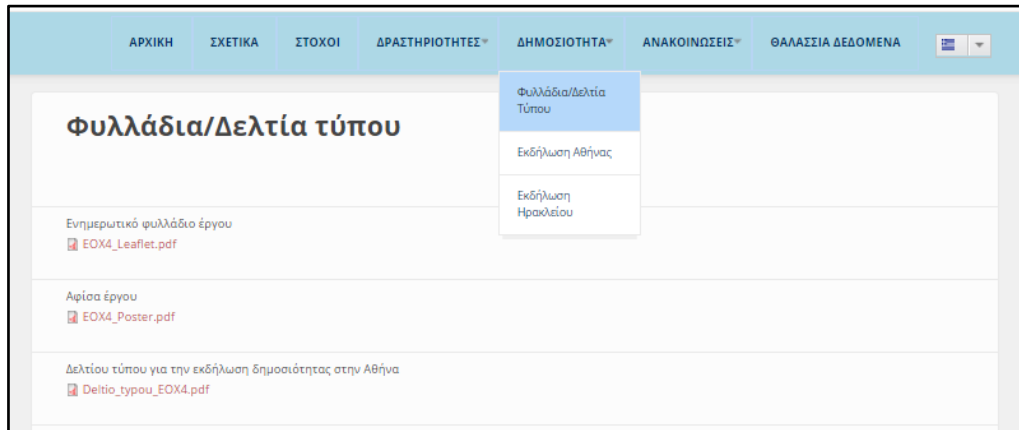 ΑΡΧΙΚΗ ΣΧΕΤΙΚΑ ΣΤΟΧΟΙ ΔΡΑΣΤΗΡΙΟΤΗΤΕΣ ΔΗΜΟΣΙΟΤΗΤΑ ΑΝΑΚΟΙΝΩΣΕΙΣ ΘΑΛΑΣΣΙΑ ΔΕΔΟΜΕΝΑ
Φυλλάδια/Δελτία
Τύπου
Εκδήλωση Αθήνας
Εκδήλωση
Ηρακλείου
Φυλλάδια/Δελτία τύπου
Ενημερωτικό φυλλάδιο έργου
EOX4_Leaflet.pdf
Αφίσα έργου
EOX4_Poster.pdf
Δελτίου τύπου για την εκδήλωση δημοσιότητας στην Αθήνα
Deltio_typou_EOX4.pdf